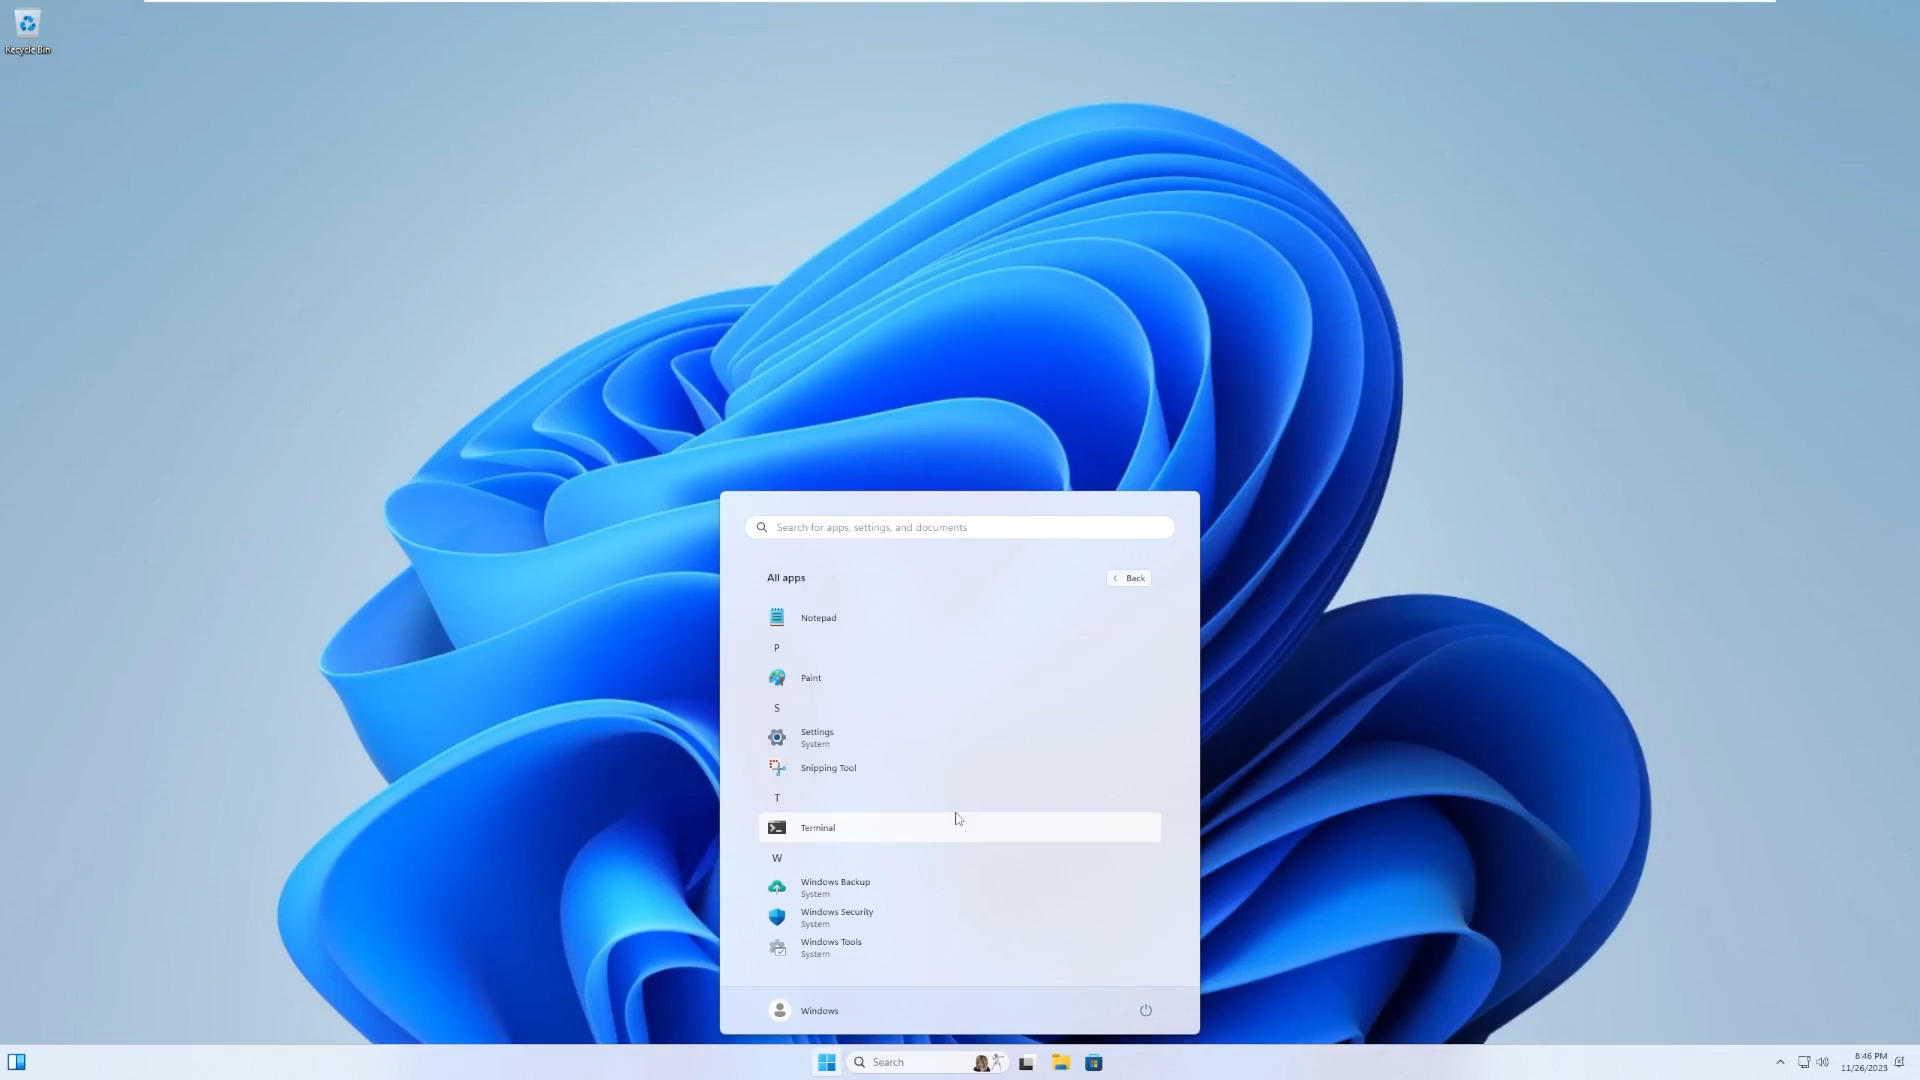 Recycle Bin
Search for apps, settings, and documents
All apps
Back
Notepad
P
Paint
S
Settings
System
Snipping Tool
T
Terminal
W
Windows Backup
System
Windows Security
System
Windows Tools
System
Windows
Search
8:46 PM
11/26/2023